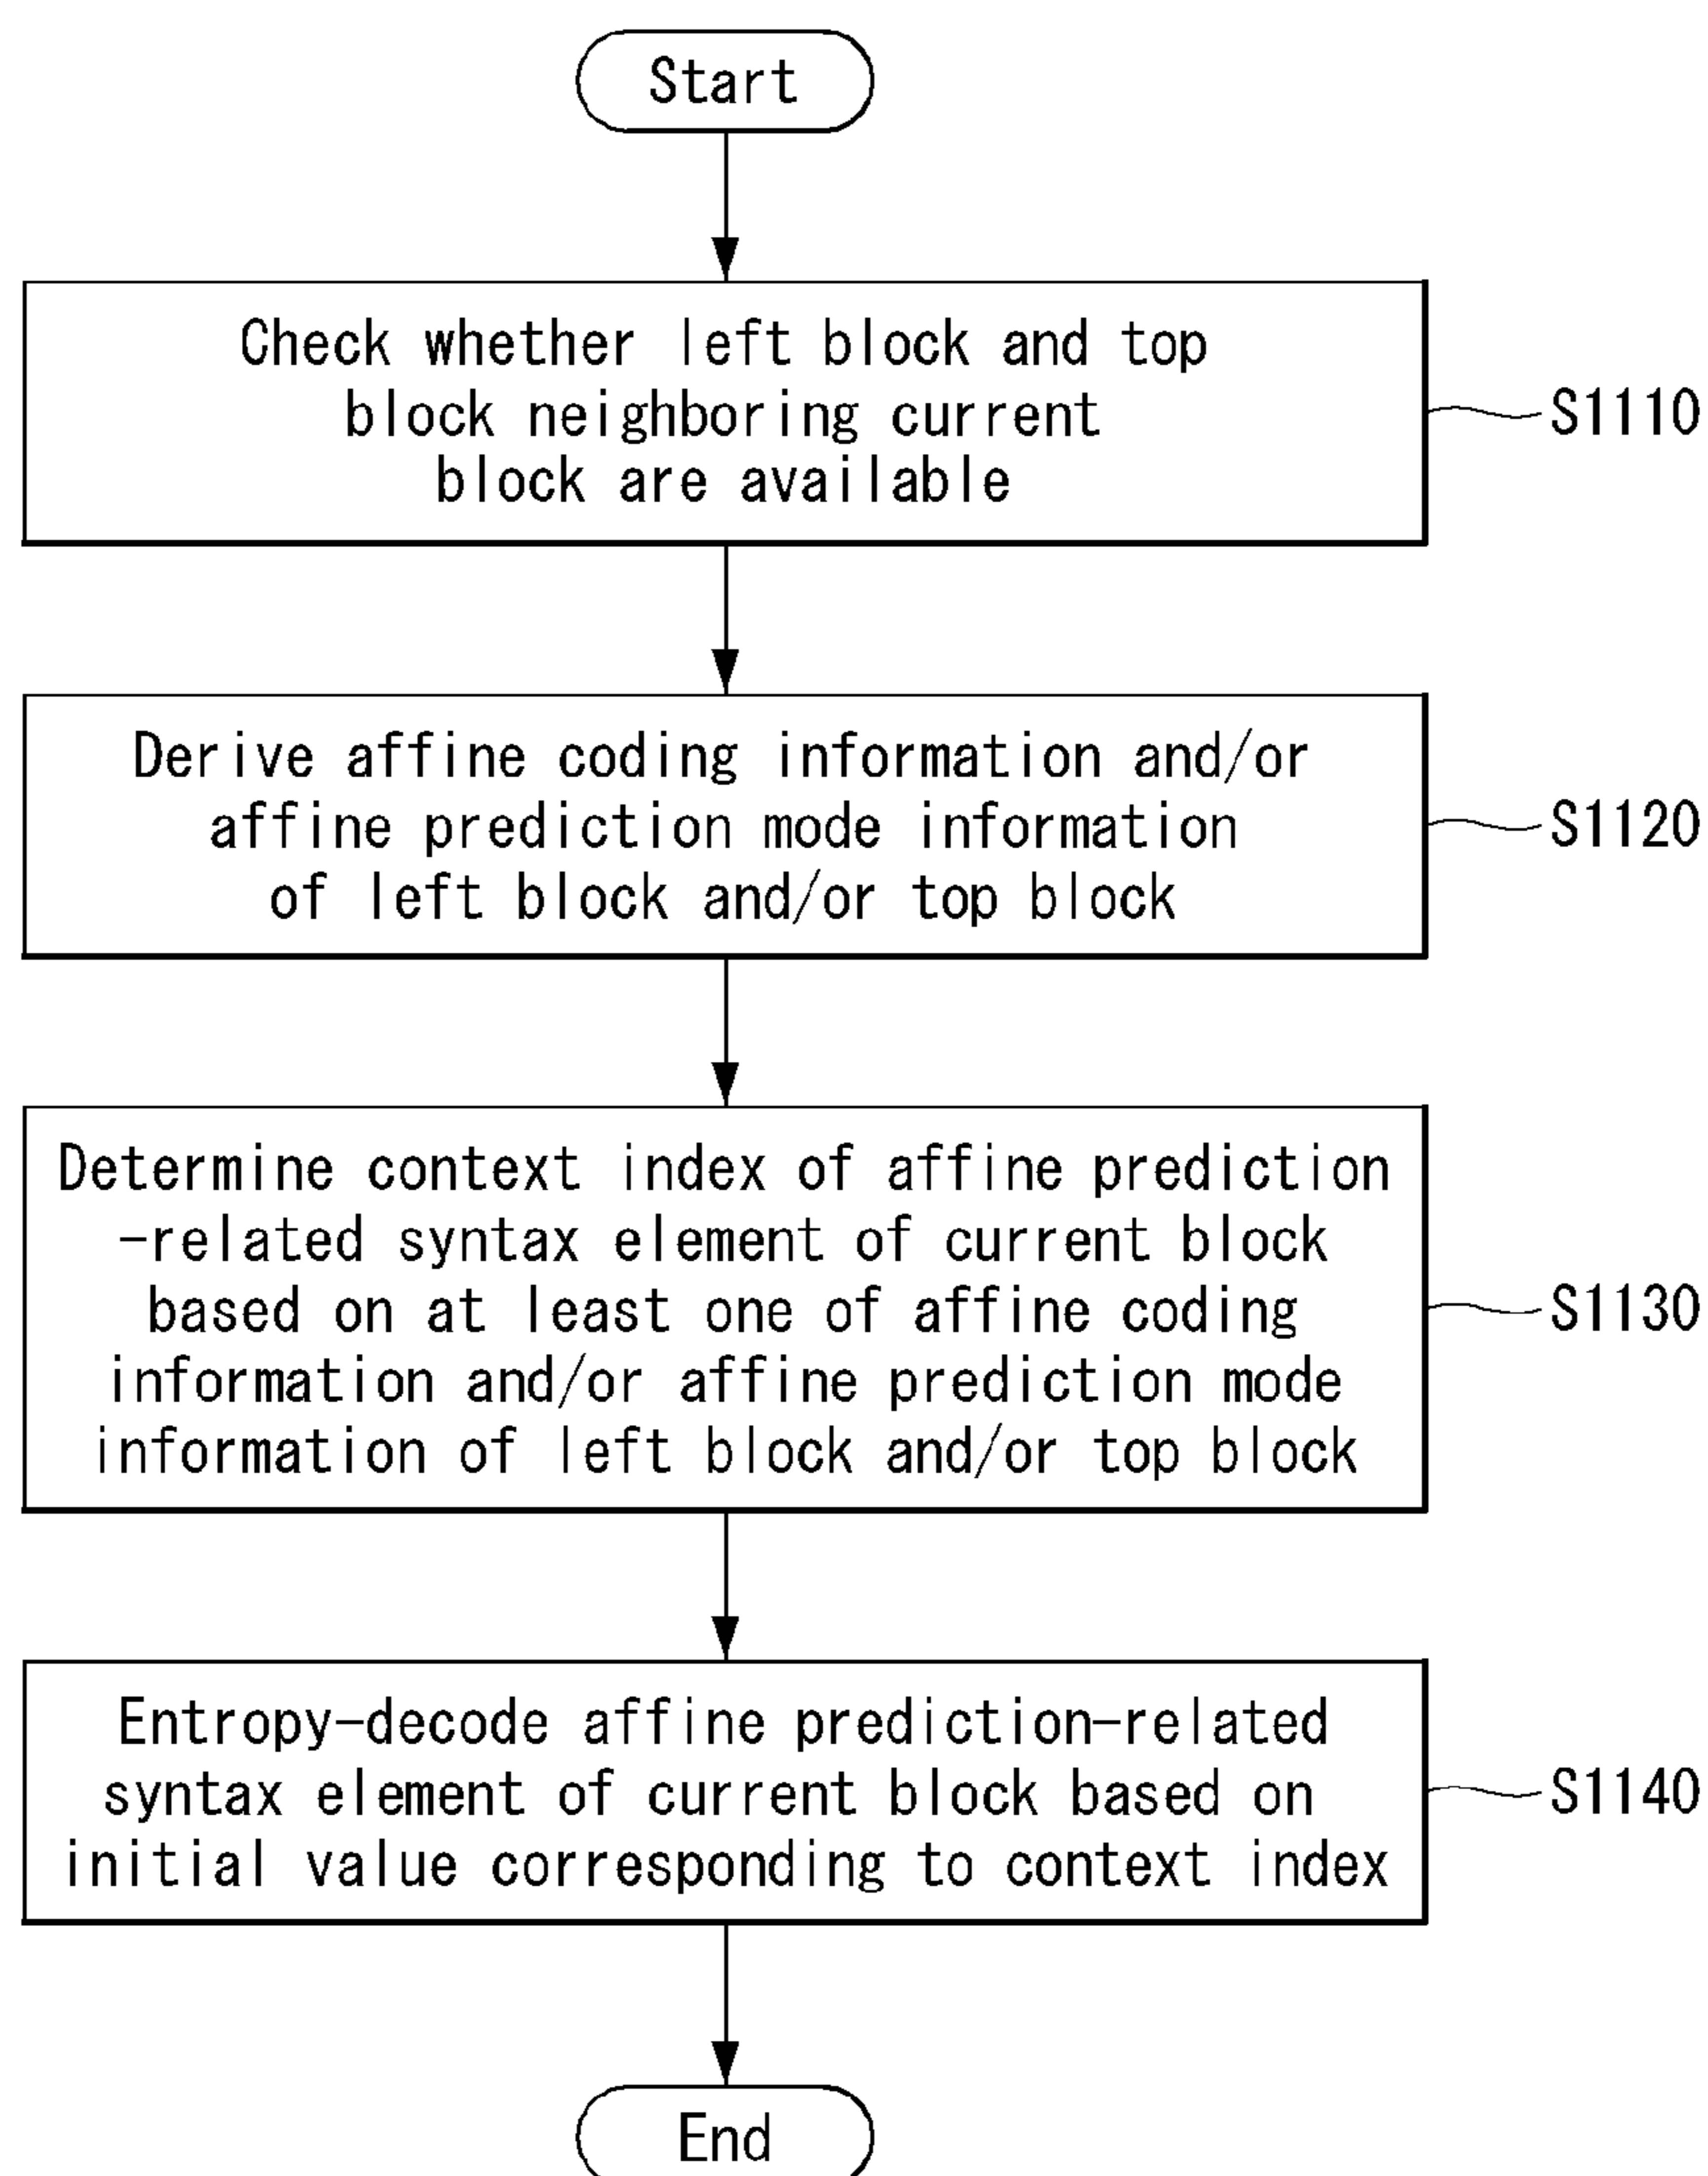 Start
Check whether left block and top
block neighboring current
block are available
S1110
Derive affine coding information and/or
affine prediction mode information
of left block and/or top block
S1120
Determine context index of affine prediction
-related syntax element of current block
based on at least one of affine coding
information and/or affine prediction mode
information of left block and/or top block
S1130
Entropy-decode affine prediction-related
syntax element of current block based on
initial value corresponding to context index
S1140
End